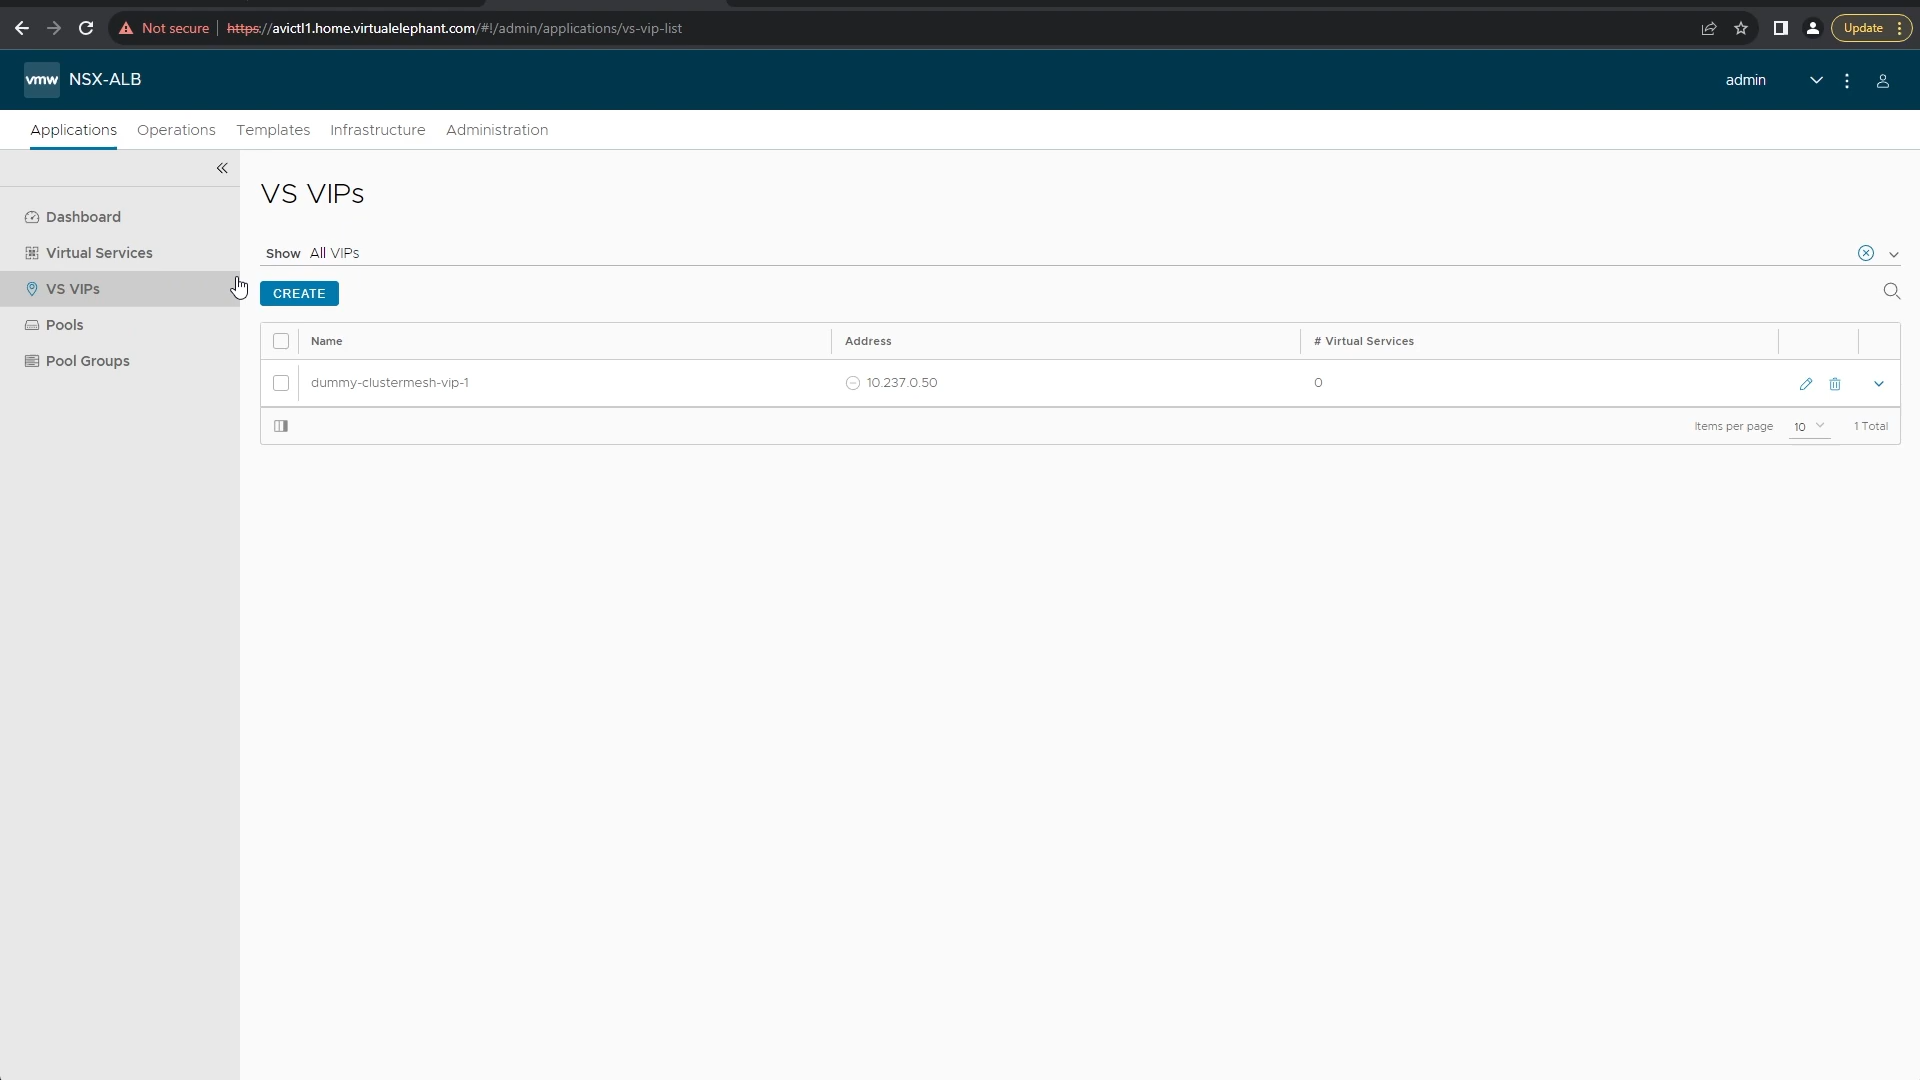 Not secure https://avictl1.home.virtualelephant.com/#!/admin/applications/vs-vip-list Update
vmw NSX-ALB admin
Applications Operations Templates Infrastructure Administration
Dashboard
Virtual Services
VS VIPs
Pools
Pool Groups
VS VIPs
Show All VIPs
CREATE
Name Address # Virtual Services
dummy-clustermesh-vip-1 10.237.0.50 0
Items per page 10 1 Total